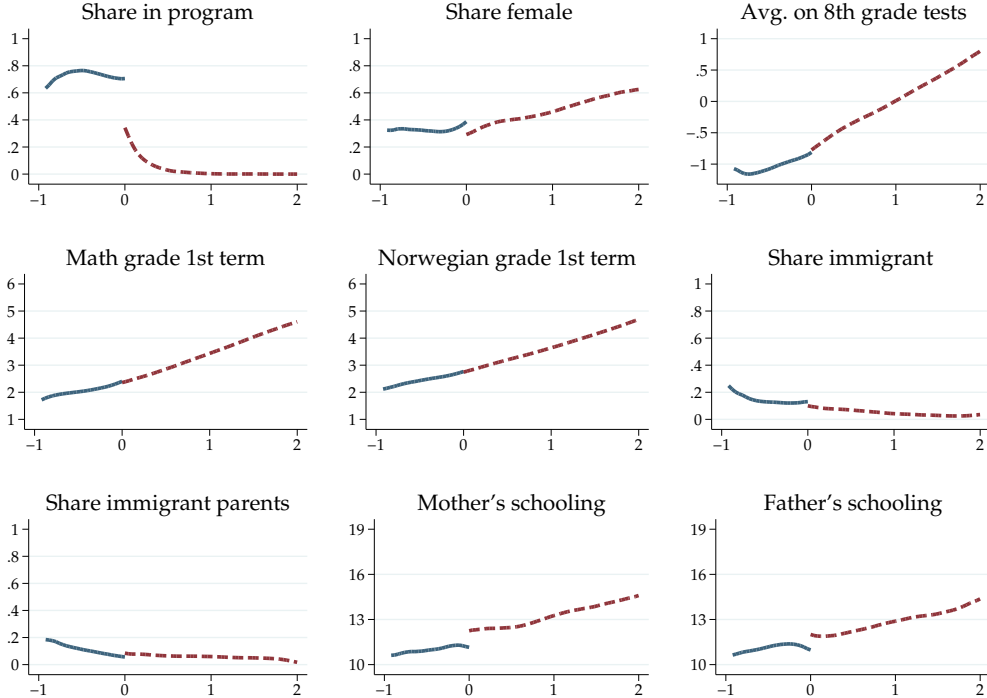 Share in program
1
.8
.6
.4
.2
0
−1 0 1 2
Share female
1
.8
.6
.4
.2
0
−1 0 1 2
Avg. on 8th grade tests
1
.5
0
−.5
−1
−1 0 1 2
Math grade 1st term
6
5
4
3
2
1
−1 0 1 2
Norwegian grade 1st term
6
5
4
3
2
1
−1 0 1 2
Share immigrant
1
.8
.6
.4
.2
0
−1 0 1 2
Share immigrant parents
1
.8
.6
.4
.2
0
−1 0 1 2
Mother’s schooling
19
16
13
10
−1 0 1 2
Father’s schooling
19
16
13
10
−1 0 1 2